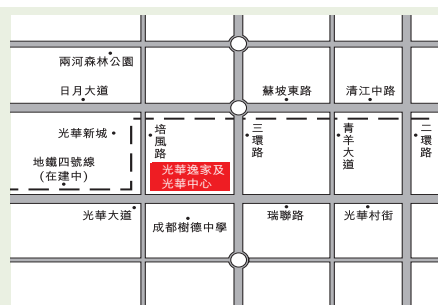 兩河森林公園
日月大道
蘇坡東路
清江中路
光華新城
培風路
三環路
青羊大道
二環路
地鐵四號線
(在建中)
光華逸家及
光華中心
光華大道
成都樹德中學
瑞聯路
光華村街